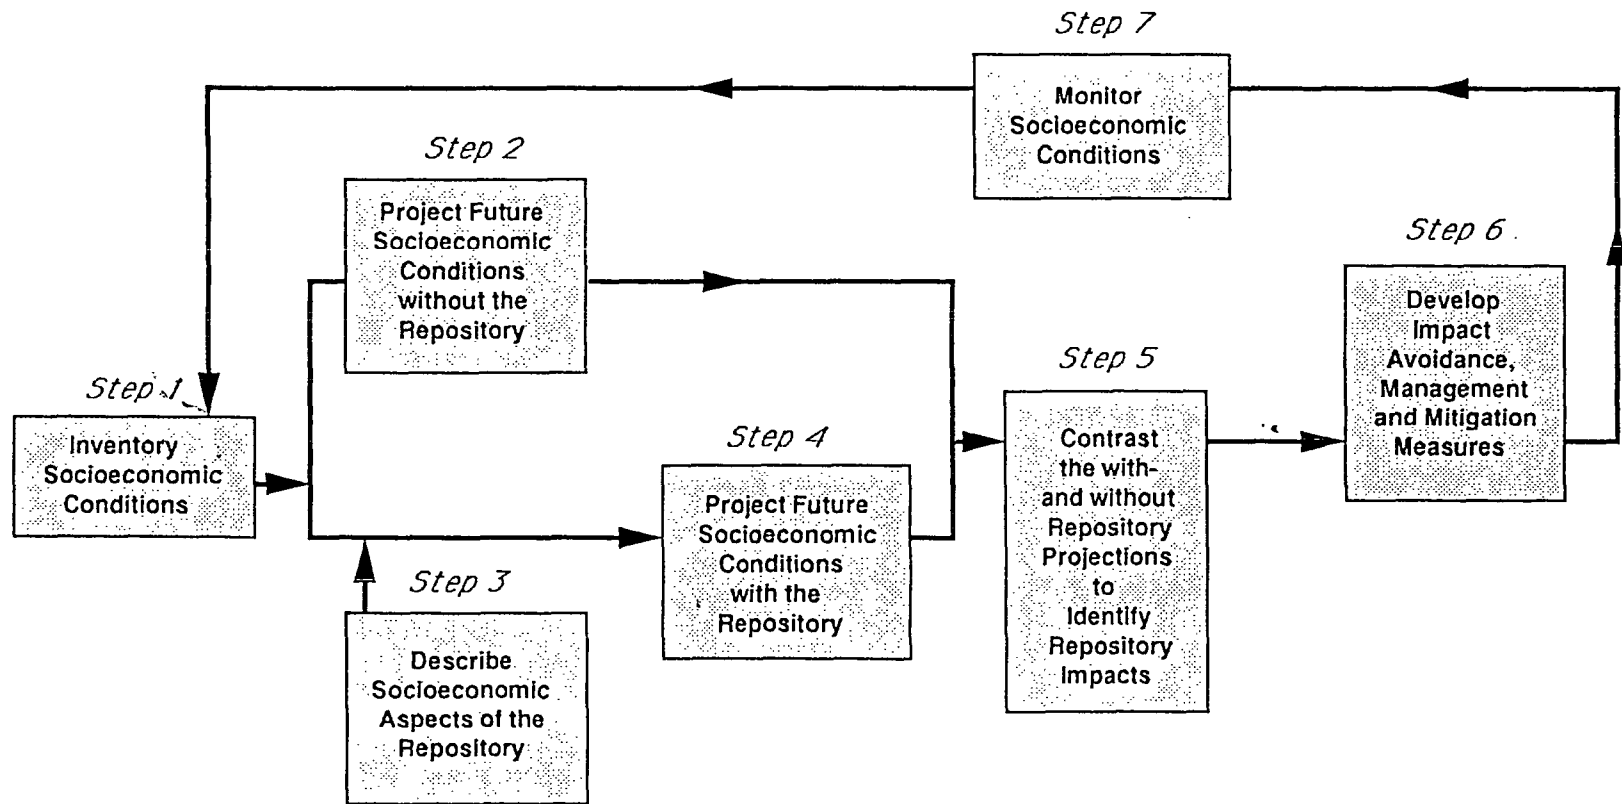 Step 7
Monitor
Socioeconomic
Conditions
Step 2
Project Future
Socioeconomic
Conditions
without the
Repository
Step 6
Develop
Impact
Avoidance,
Management
and Mitigation
Measures
Step 1
Inventory
Socioeconomic
Conditions
Step 5
Contrast
the with-
and without
Repository
Projections
to
Identify
Repository
Impacts
Step 4
Project Future
Socioeconomic
Conditions
with the
Repository
Step 3
Describe
Socioeconomic
Aspects of the
Repository